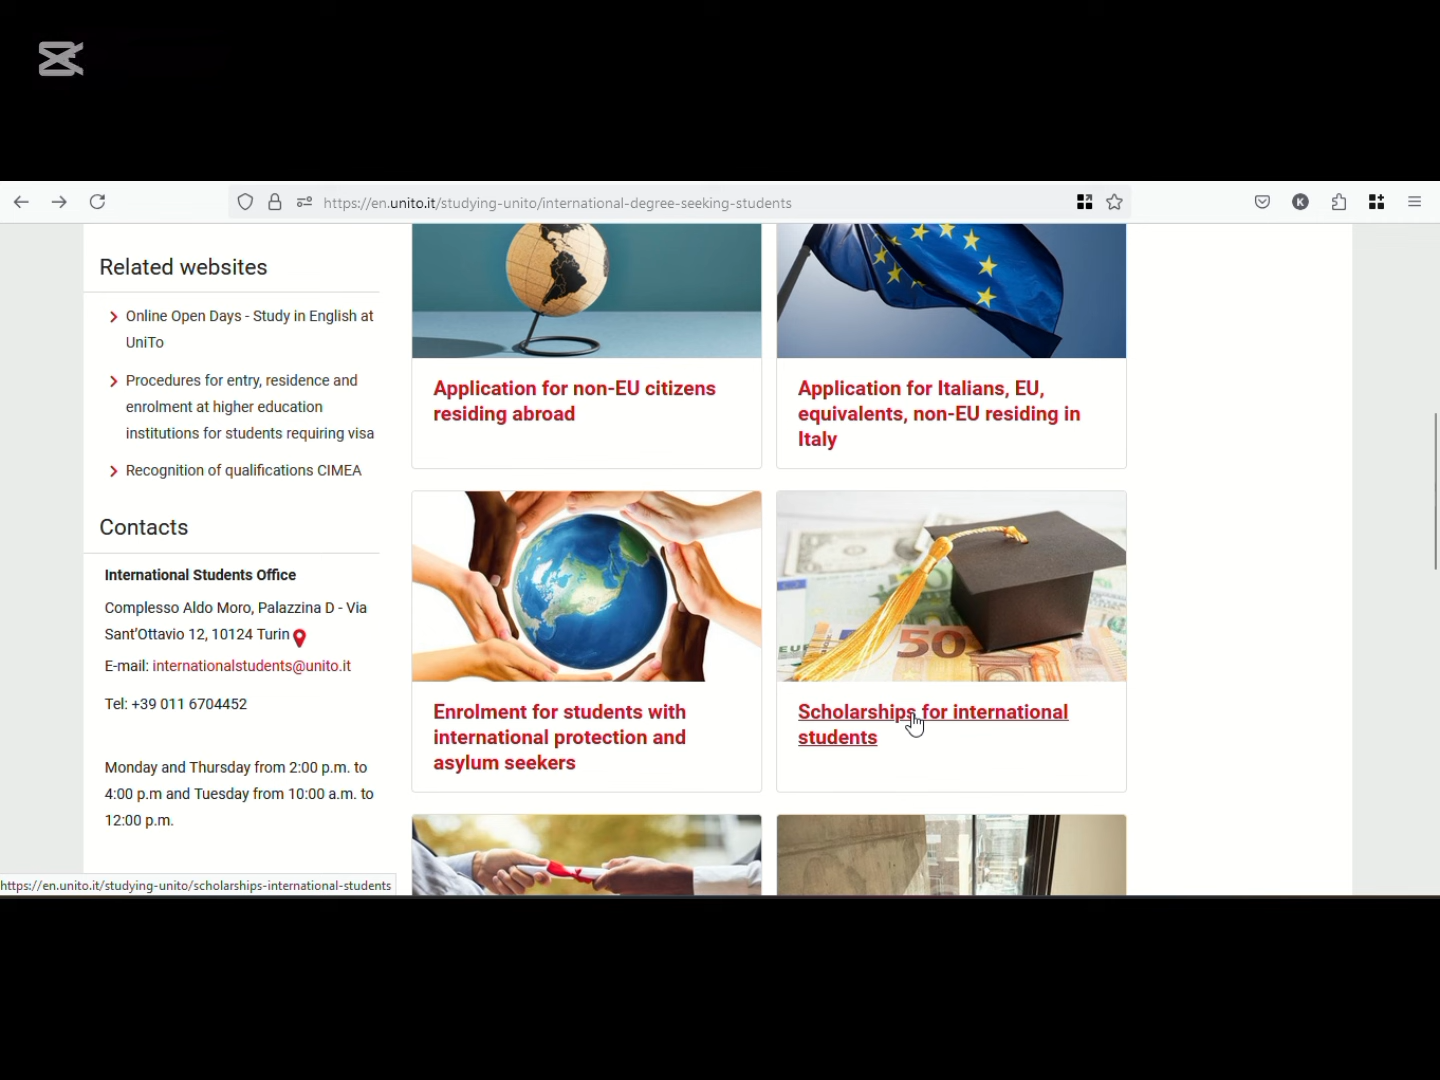 https://en.unito.it/studying-unito/international-degree-seeking-students
K
Related websites
Online Open Days - Study in English at
UniTo
Procedures for entry, residence and
enrolment at higher education
institutions for students requiring visa
Recognition of qualifications CIMEA
Contacts
International Students Office
Complesso Aldo Moro, Palazzina D - Via
Sant'Ottavio 12, 10124 Turin
E-mail: internationalstudents@unito.it
Tel: +39 011 6704452
Monday and Thursday from 2:00 p.m. to
4:00 p.m and Tuesday from 10:00 a.m. to
12:00 p.m.
Application for non-EU citizens
residing abroad
Application for Italians, EU,
equivalents, non-EU residing in
Italy
50
Enrolment for students with
international protection and
asylum seekers
Scholarships for international
students
https://en.unito.it/studying-unito/scholarships-international-students